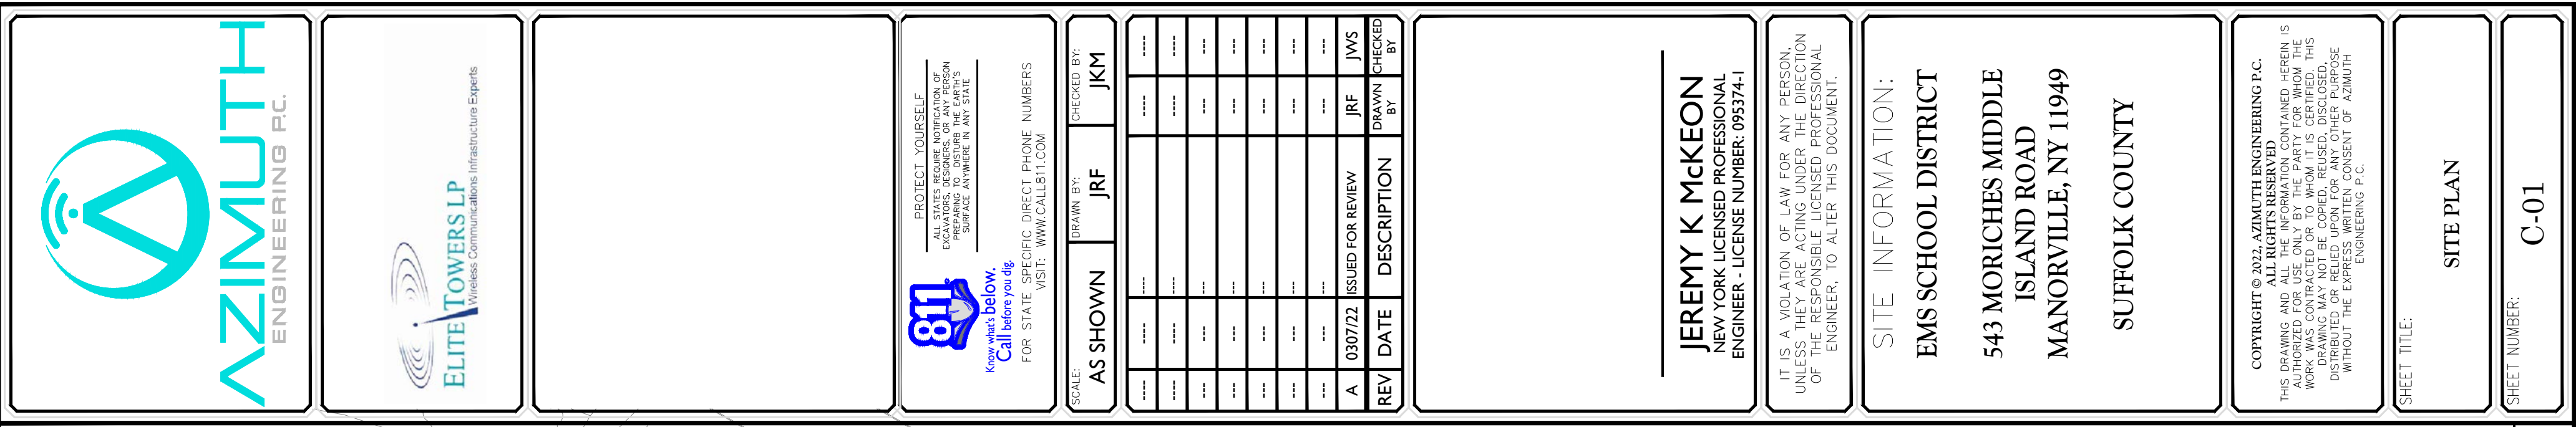 AZIMUTH
ENGINEERING P.C.
ELITE TOWERS LP
Wireless Communications Infrastructure Experts
PROTECT YOURSELF
ALL STATES REQUIRE NOTIFICATION OF
EXCAVATORS, DESIGNERS, OR ANY PERSON
PREPARING TO DISTURB THE EARTH'S
SURFACE ANYWHERE IN ANY STATE
811
Know what's below.
Call before you dig.
FOR STATE SPECIFIC DIRECT PHONE NUMBERS
VISIT: WWW.CALL811.COM
SCALE: DRAWN BY: CHECKED BY:
AS SHOWN JRF JKM
---- --- --- ---- ----
---- --- --- ---- ----
--- --- --- --- ---
--- --- --- --- ---
--- --- --- --- ---
--- --- --- --- ---
--- --- --- --- ---
A 0307/22 ISSUED FOR REVIEW JRF JWS
REV DATE DESCRIPTION DRAWN BY CHECKED BY
JEREMY K McKEON
NEW YORK LICENSED PROFESSIONAL
ENGINEER - LICENSE NUMBER: 095374-1
IT IS A VIOLATION OF LAW FOR ANY PERSON,
UNLESS THEY ARE ACTING UNDER THE DIRECTION
OF THE RESPONSIBLE LICENSED PROFESSIONAL
ENGINEER, TO ALTER THIS DOCUMENT.
SITE INFORMATION:
EMS SCHOOL DISTRICT
543 MORICHES MIDDLE
ISLAND ROAD
MANORVILLE, NY 11949
SUFFOLK COUNTY
COPYRIGHT © 2022, AZIMUTH ENGINEERING P.C.
ALL RIGHTS RESERVED
THIS DRAWING AND ALL THE INFORMATION CONTAINED HEREIN IS
AUTHORIZED FOR USE ONLY BY THE PARTY FOR WHOM THE
WORK WAS CONTRACTED OR TO WHOM IT IS CERTIFIED. THIS
DRAWING MAY NOT BE COPIED, REUSED, DISCLOSED,
DISTRIBUTED OR RELIED UPON FOR ANY OTHER PURPOSE
WITHOUT THE EXPRESS WRITTEN CONSENT OF AZIMUTH
ENGINEERING P.C.
SHEET TITLE:
SITE PLAN
SHEET NUMBER:
C-01